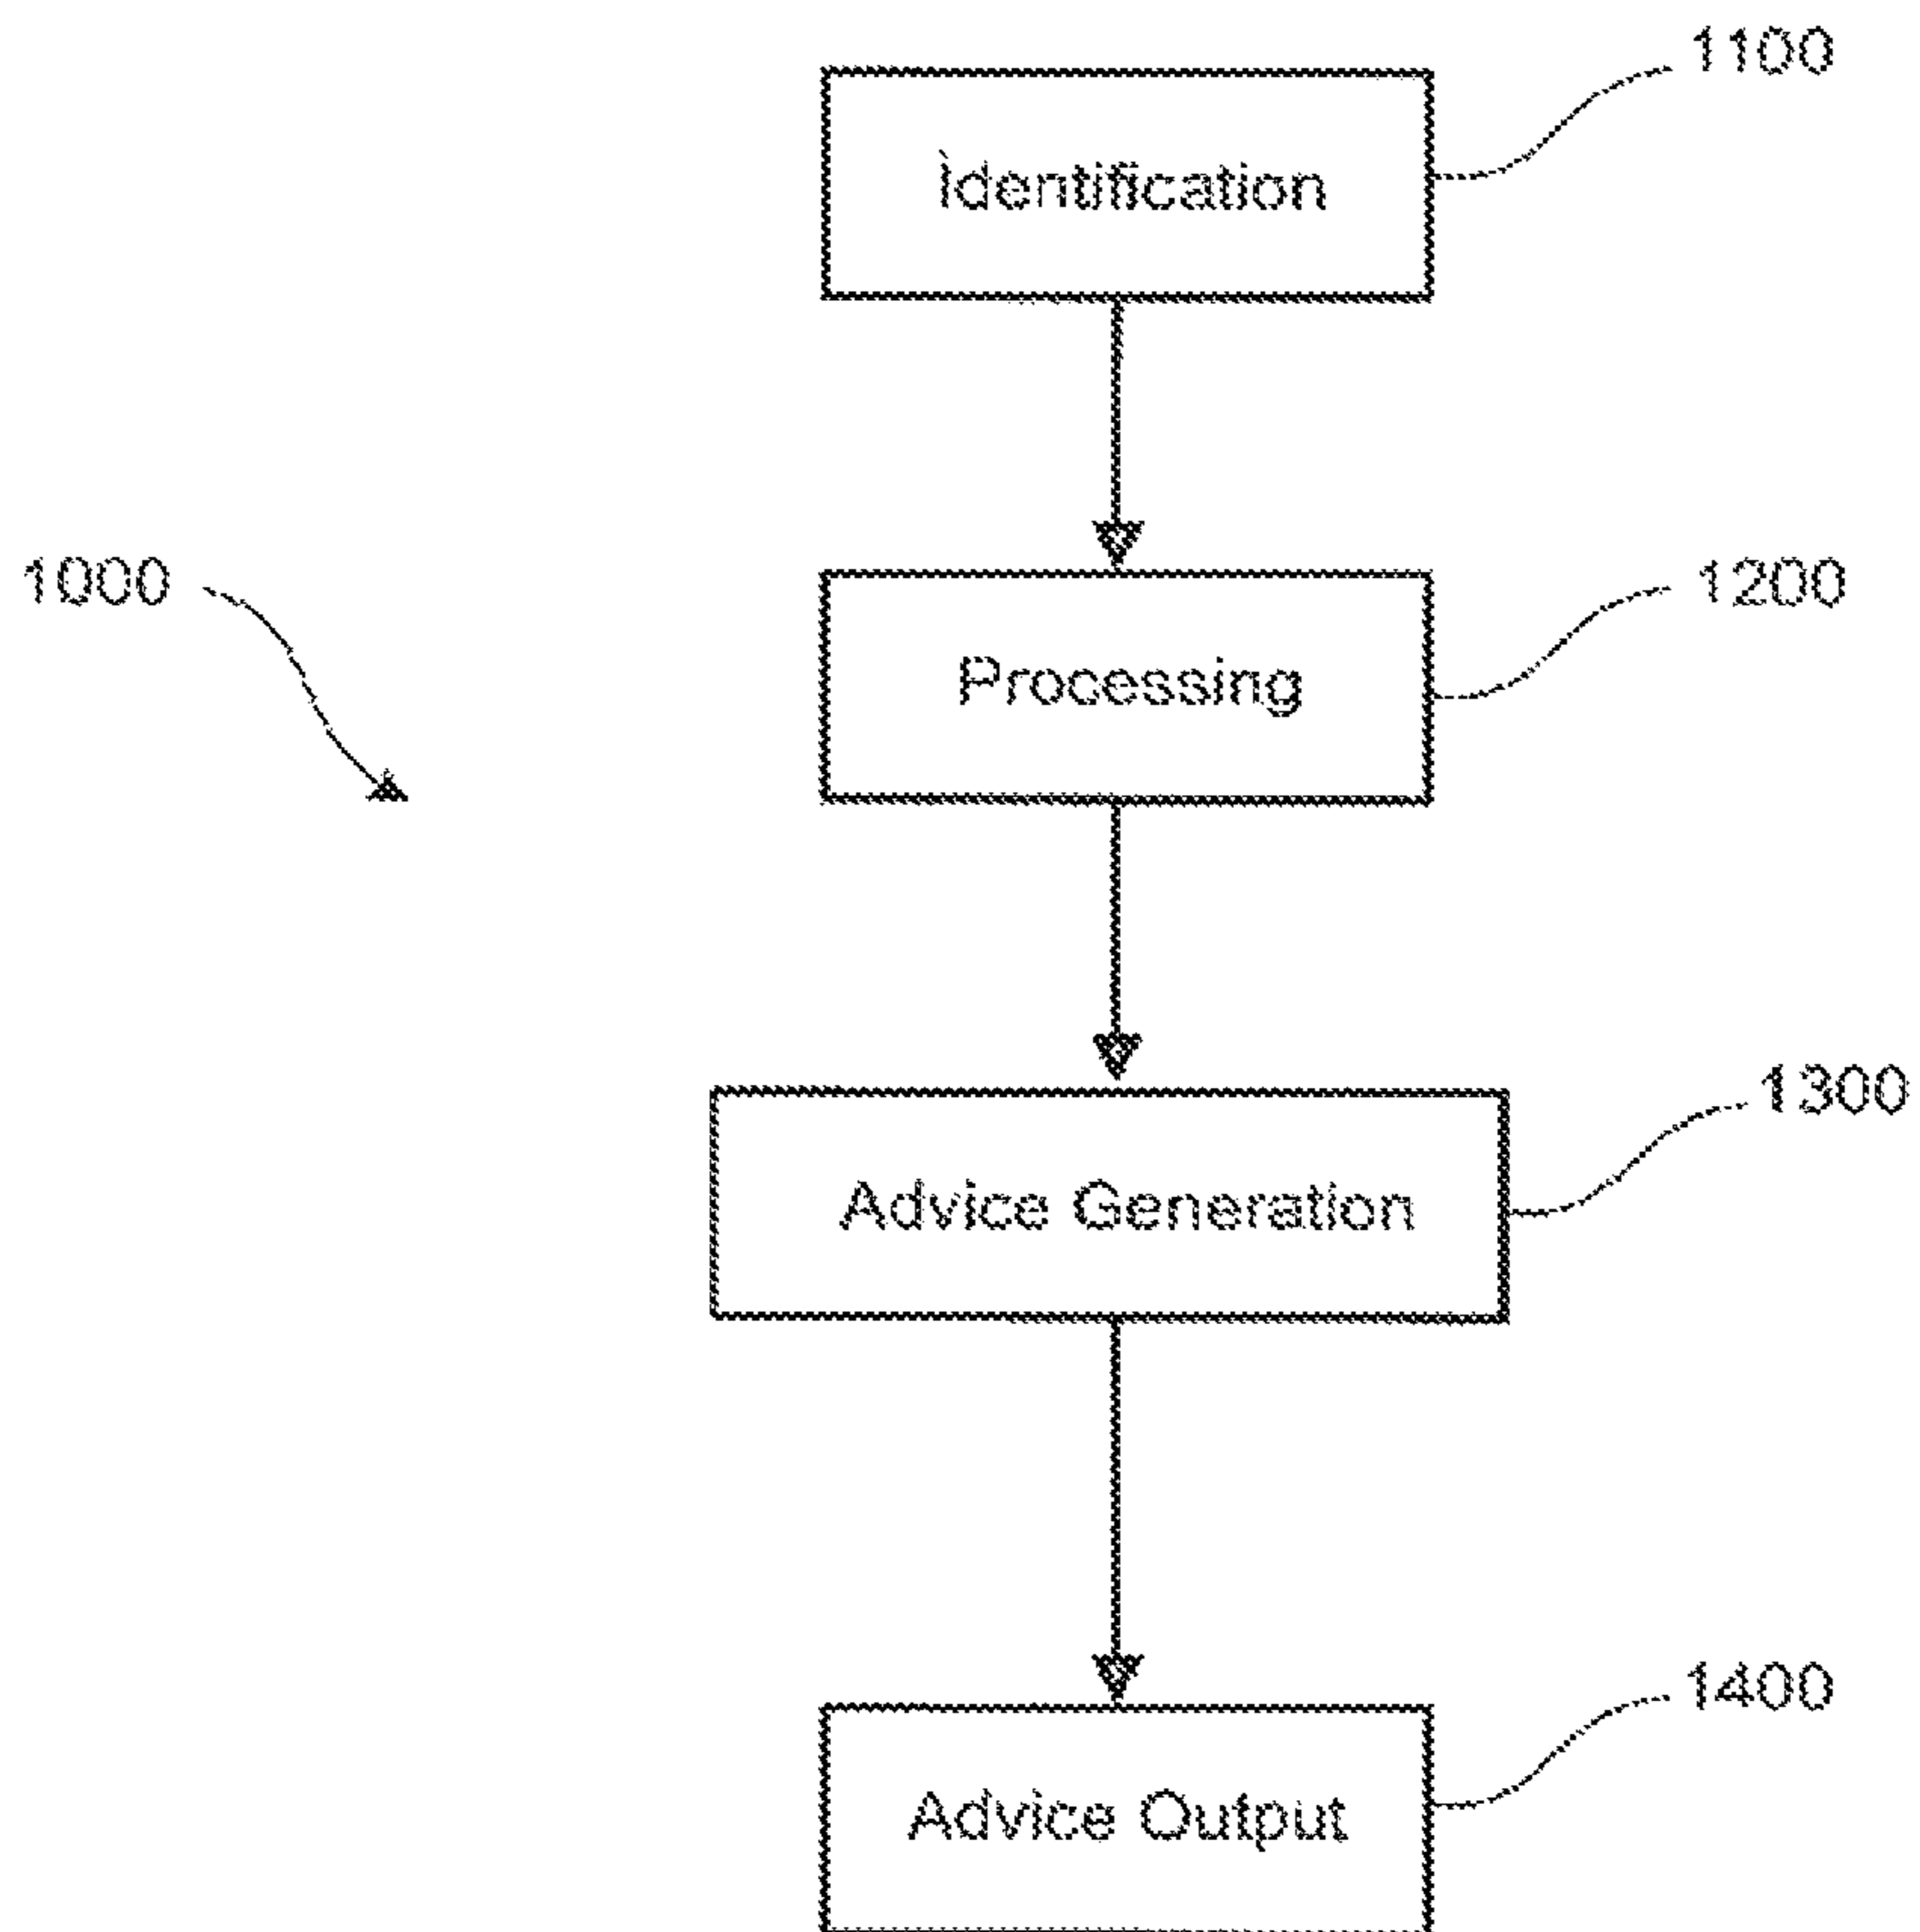 1100
Identification
1000
1200
Processing
1300
Advice Generation
1400
Advice Output